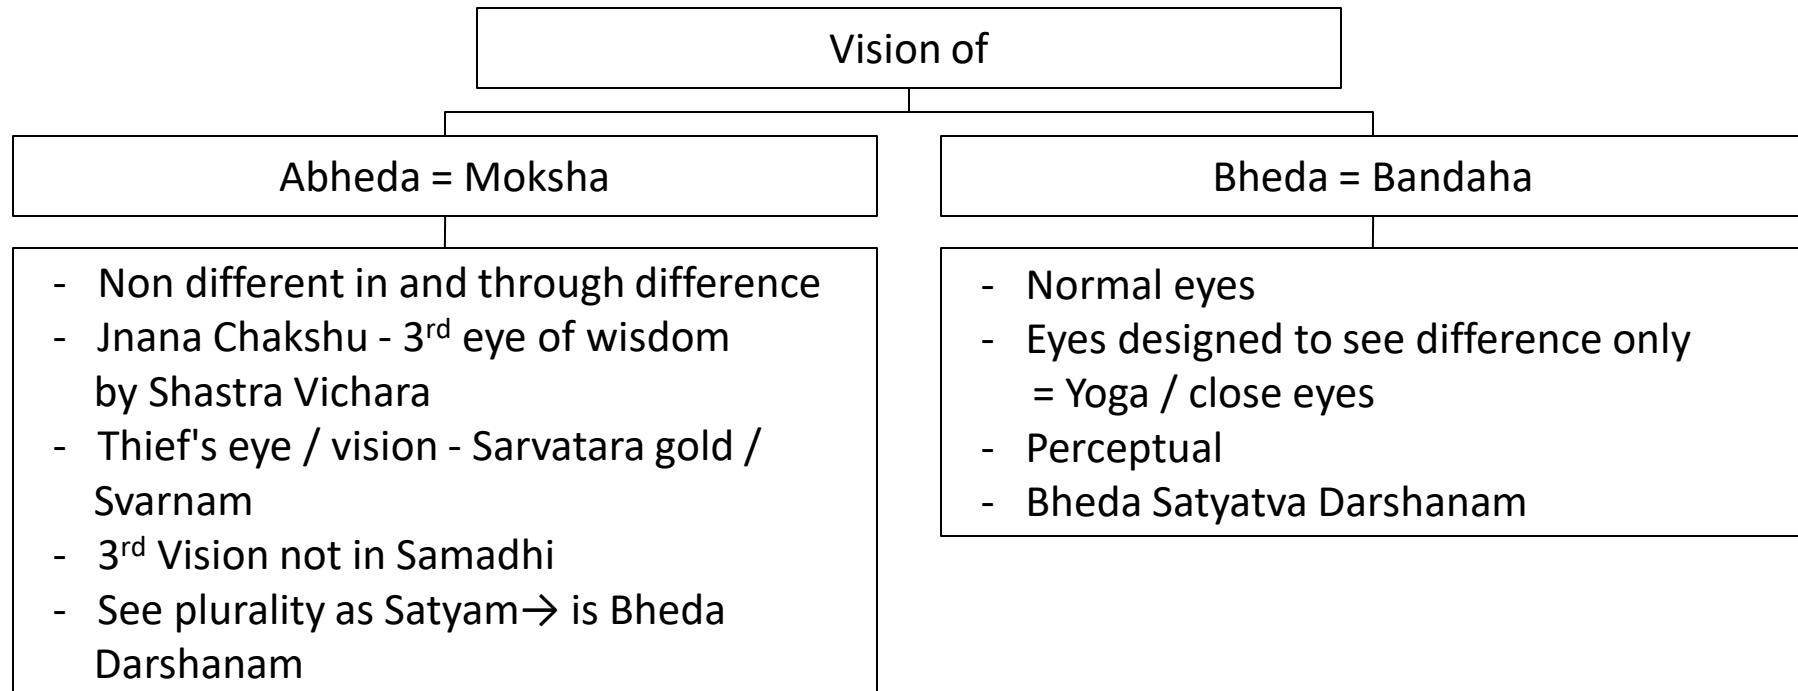 Vision of
Abheda = Moksha
- Non different in and through difference
- Jnana Chakshu - 3rd eye of wisdom
by Shastra Vichara
- Thief's eye / vision - Sarvatara gold /
Svarnam
- 3rd Vision not in Samadhi
- See plurality as Satyam→ is Bheda
Darshanam
Bheda = Bandaha
- Normal eyes
- Eyes designed to see difference only
= Yoga / close eyes
- Perceptual
- Bheda Satyatva Darshanam